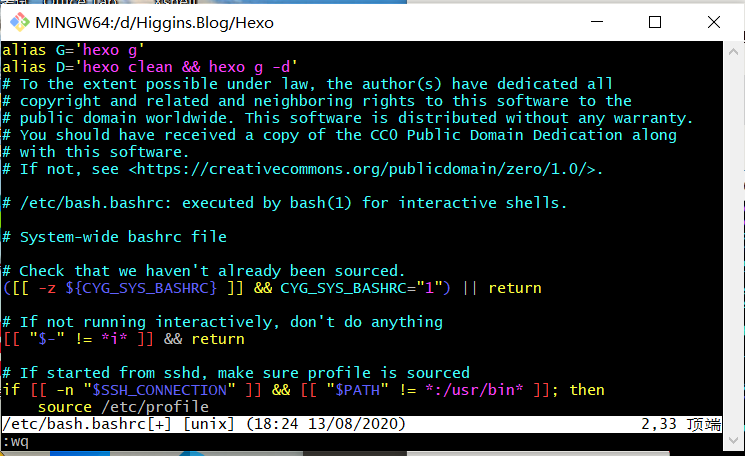 MINGW64:/d/Higgins.Blog/Hexo
alias G='hexo g'
alias D='hexo clean && hexo g -d'
# To the extent possible under law, the author(s) have dedicated all
# copyright and related and neighboring rights to this software to the
# public domain worldwide. This software is distributed without any warranty.
# You should have received a copy of the CC0 Public Domain Dedication along
# with this software.
# If not, see <https://creativecommons.org/publicdomain/zero/1.0/>.
# /etc/bash.bashrc: executed by bash(1) for interactive shells.
# System-wide bashrc file
# Check that we haven't already been sourced.
([[ -z ${CYG_SYS_BASHRC} ]] && CYG_SYS_BASHRC="1") || return
# If not running interactively, don't do anything
[[ "$-" != *i* ]] && return
# If started from sshd, make sure profile is sourced
if [[ -n "$SSH_CONNECTION" ]] && [[ "$PATH" != *:/usr/bin* ]]; then
    source /etc/profile
/etc/bash.bashrc[+] [unix] (18:24 13/08/2020) 2,33 顶端
:wq